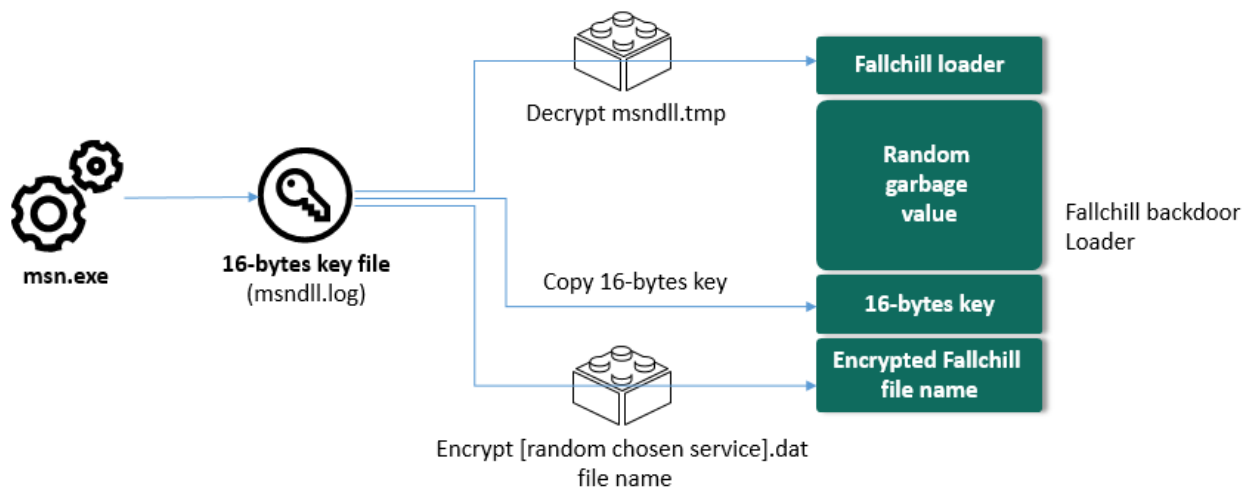 msn.exe
16-bytes key file
(msndll.log)
Decrypt msndll.tmp
Copy 16-bytes key
Encrypt [random chosen service].dat
file name
Fallchill loader
Random
garbage
value
16-bytes key
Encrypted Fallchill
file name
Fallchill backdoor
Loader